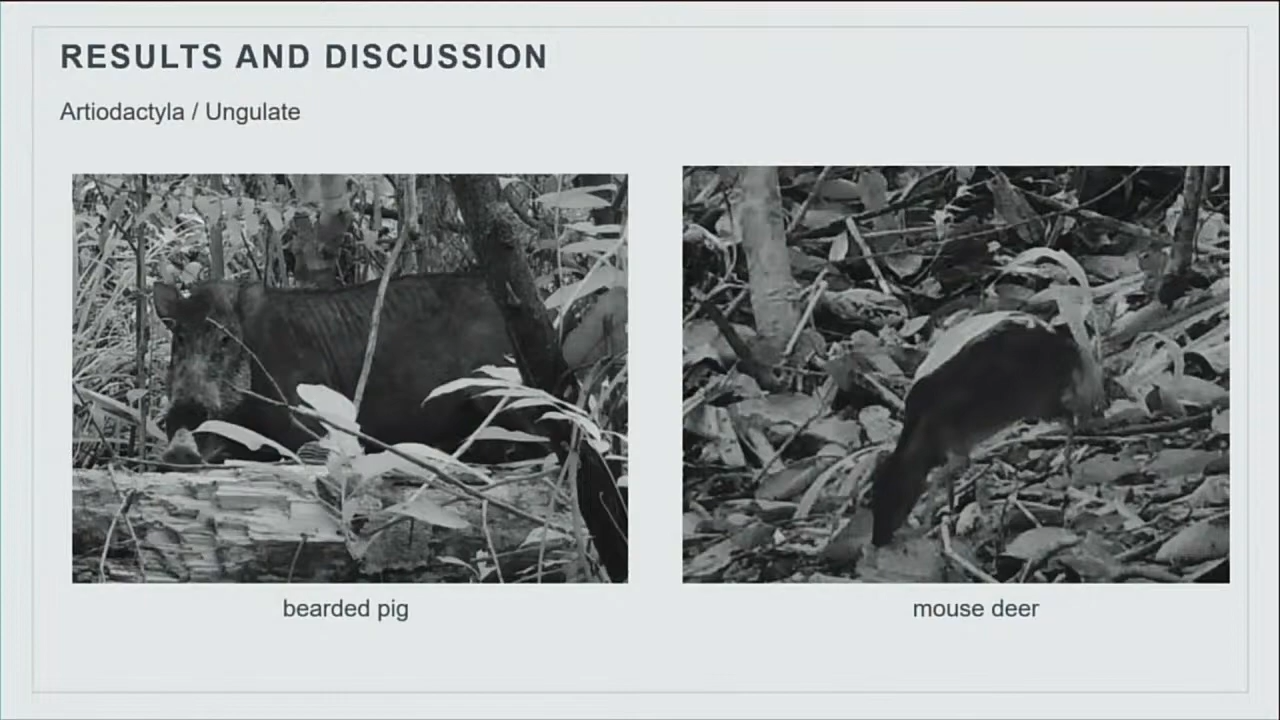 RESULTS AND DISCUSSION
Artiodactyla / Ungulate
bearded pig
mouse deer